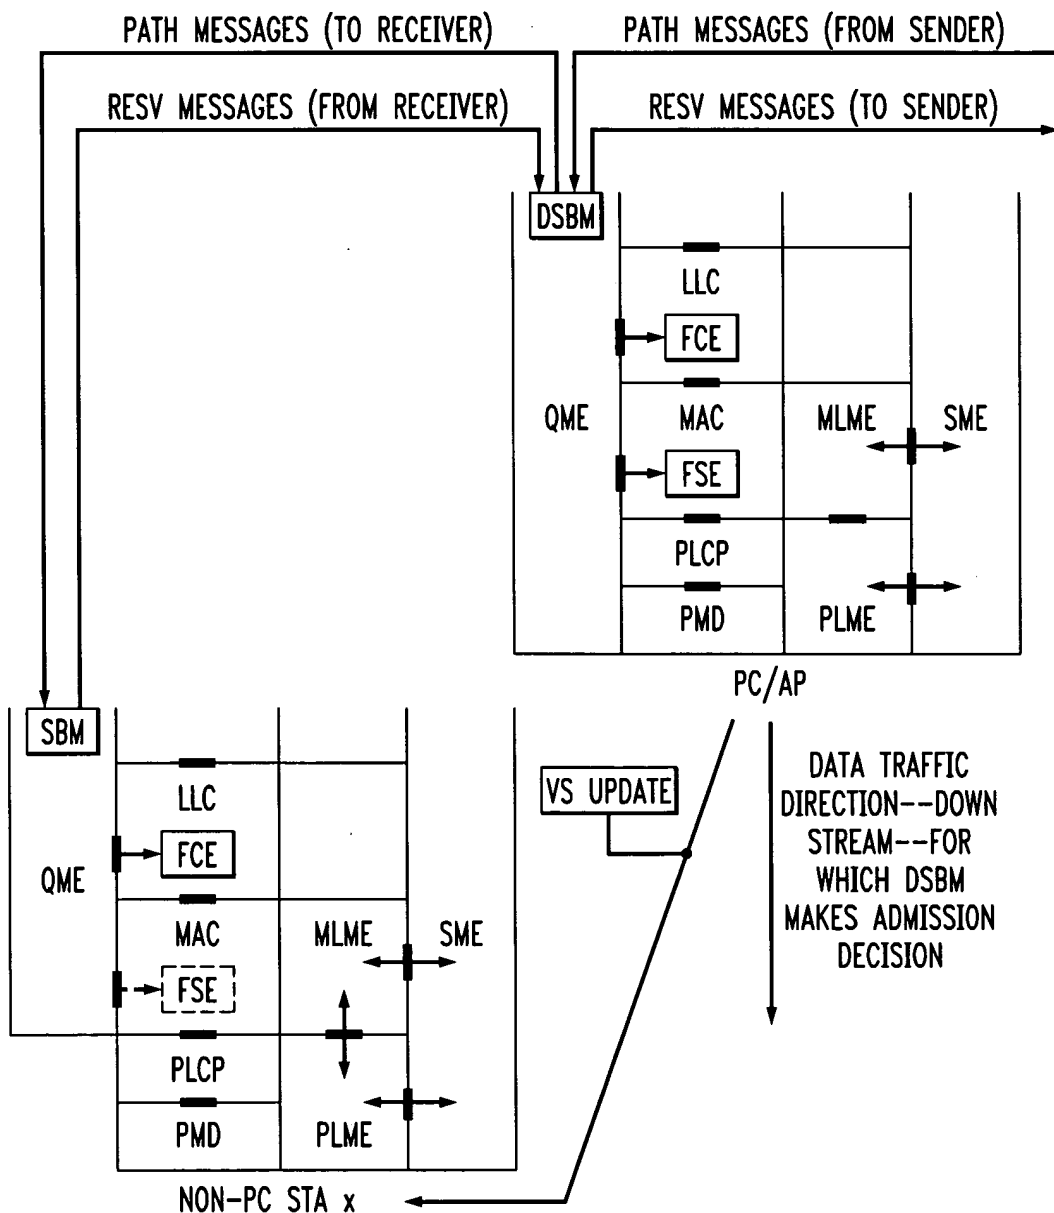 PATH MESSAGES (TO RECEIVER)
PATH MESSAGES (FROM SENDER)
RESV MESSAGES (FROM RECEIVER)
RESV MESSAGES (TO SENDER)
DSBM
LLC
FCE
QME
MAC
MLME
SME
FSE
PLCP
PMD
PLME
PC/AP
SBM
LLC
FCE
QME
MAC
MLME
SME
FSE
PLCP
PMD
PLME
NON-PC STA x
VS UPDATE
DATA TRAFFIC
DIRECTION--DOWN
STREAM--FOR
WHICH DSBM
MAKES ADMISSION
DECISION